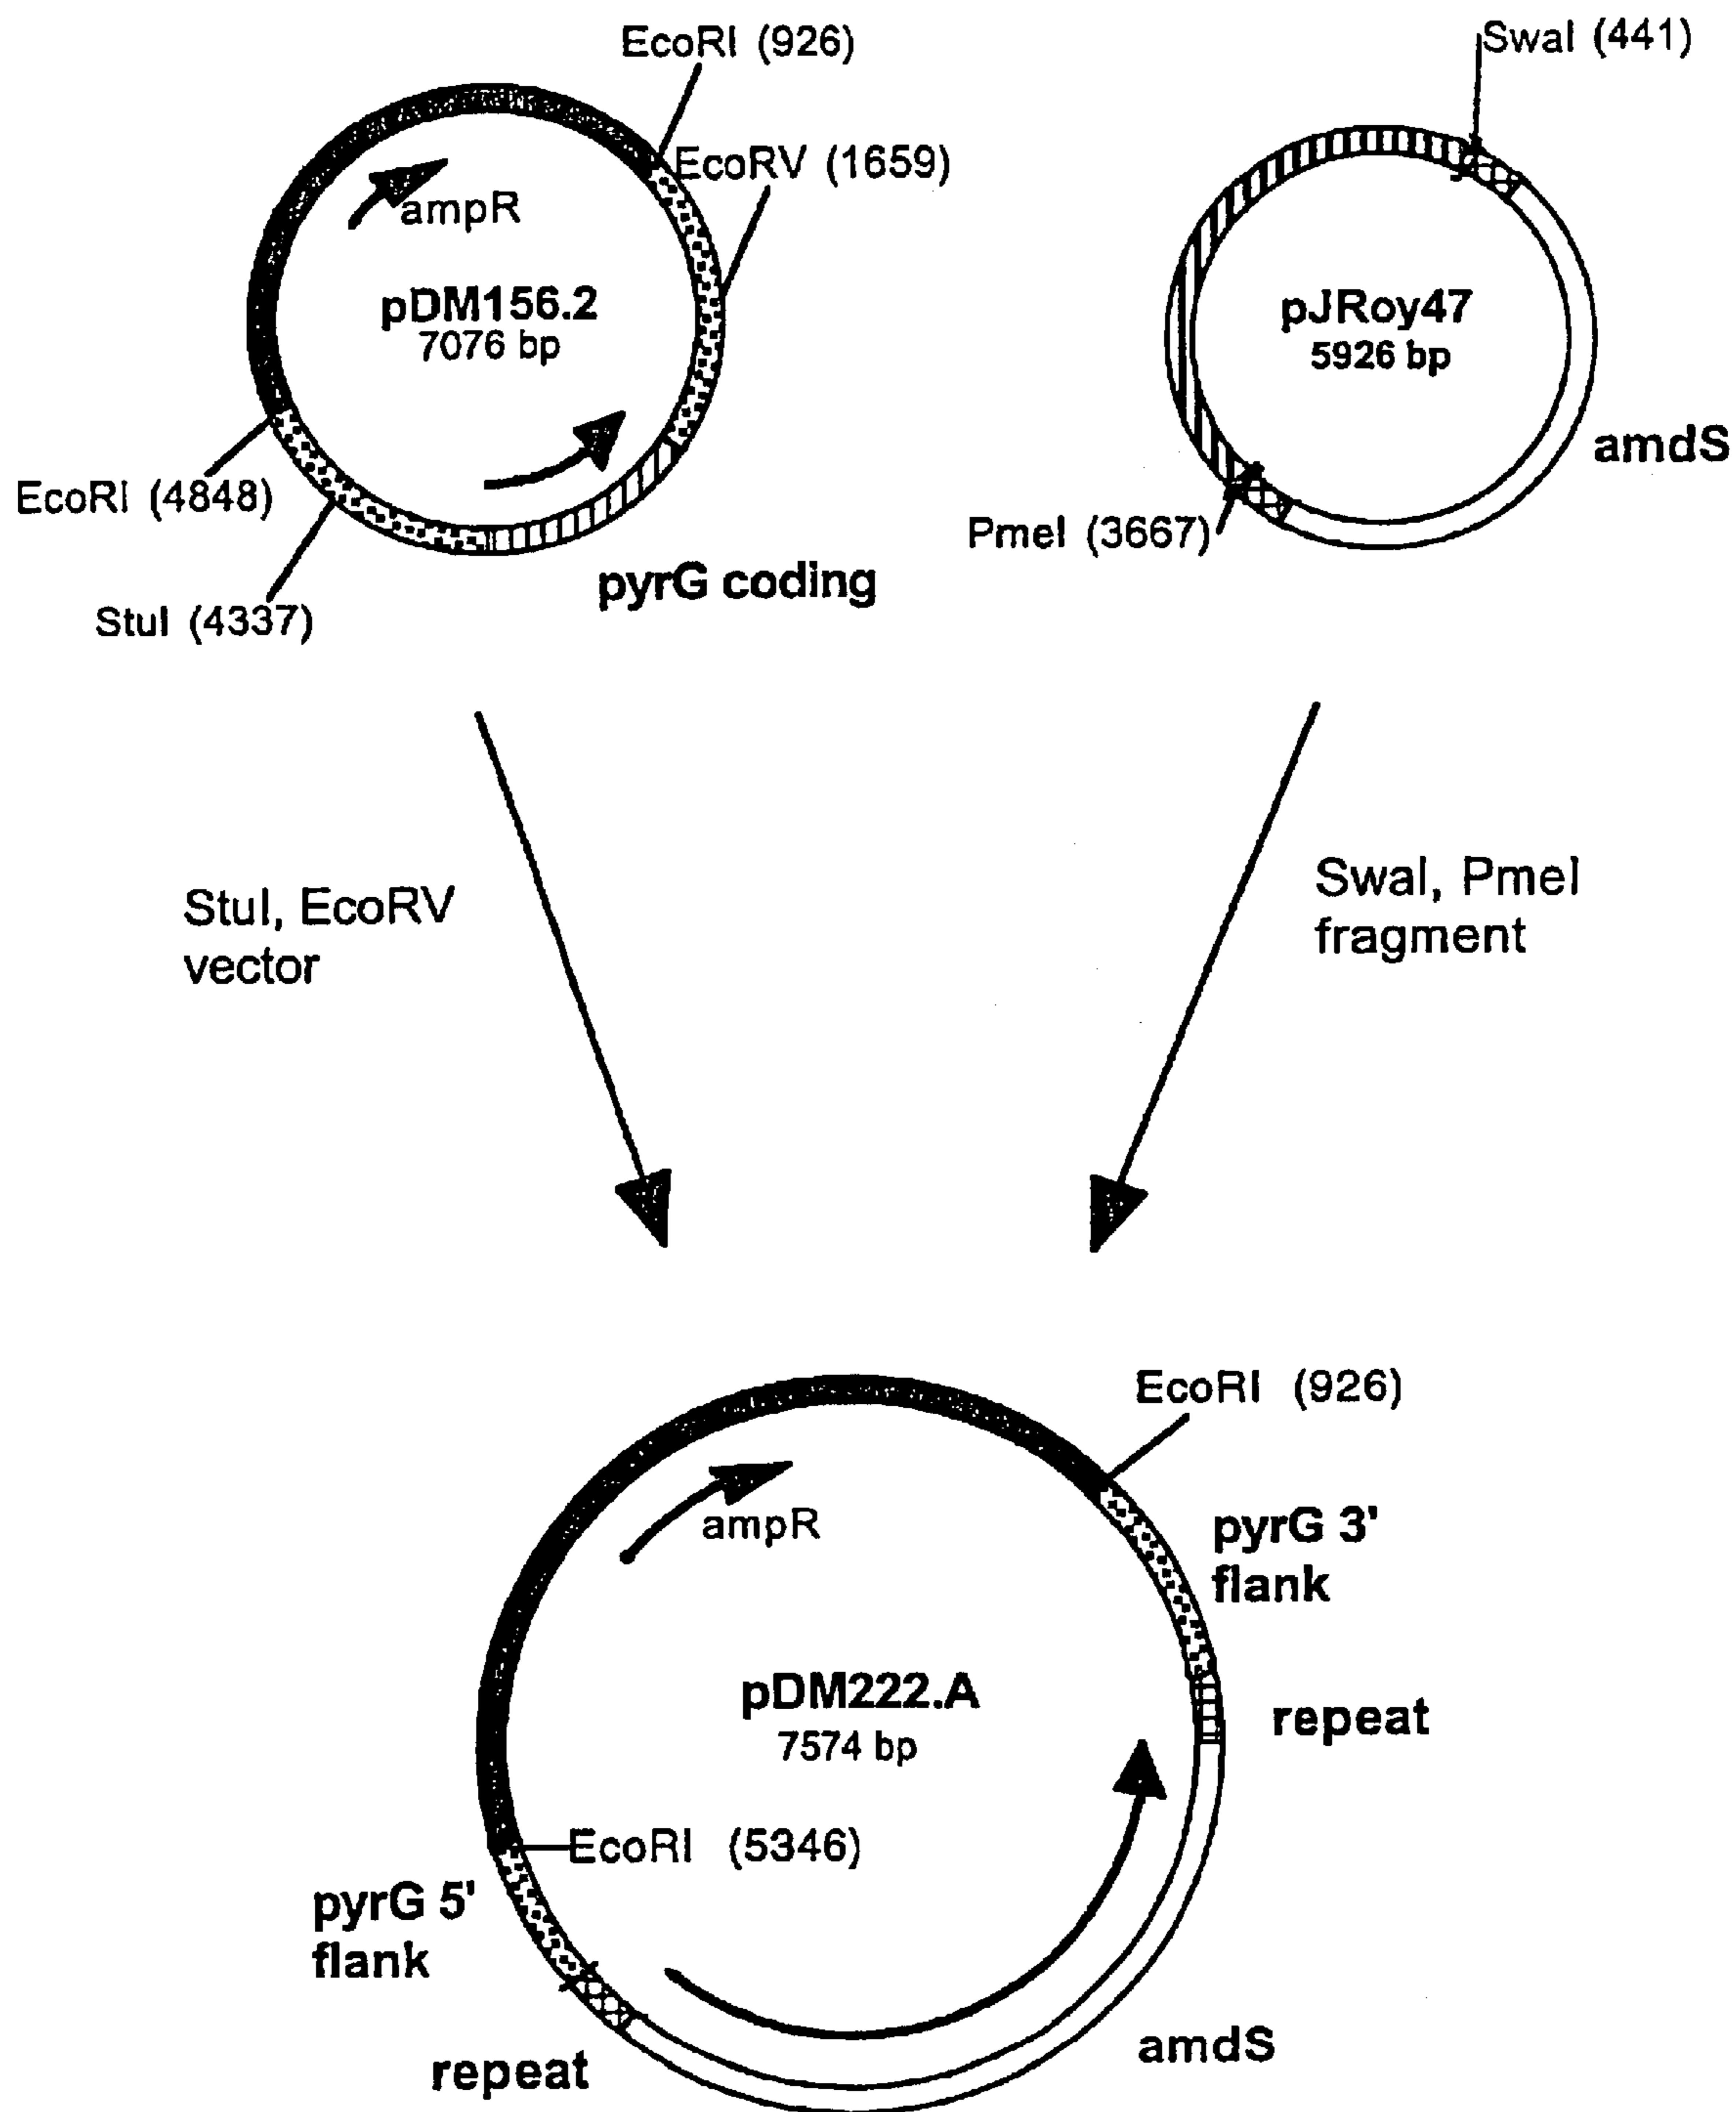 EcoRI (926)
SwaI (441)
EcoRV (1659)
ampR
pDM156.2
7076 bp
pJRoy47
5926 bp
amdS
EcoRI (4848)
PmeI (3667)
pyrG coding
StuI (4337)
StuI, EcoRV
vector
SwaI, PmeI
fragment
EcoRI (926)
ampR
pyrG 3'
flank
pDM222.A
7574 bp
repeat
EcoRI (5346)
pyrG 5'
flank
amdS
repeat